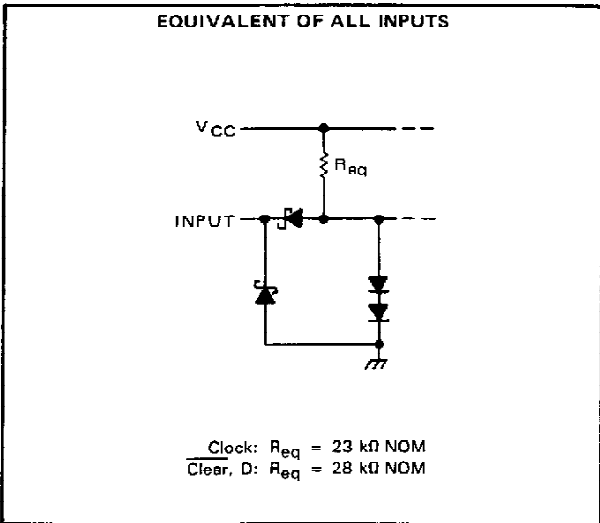 EQUIVALENT OF ALL INPUTS
VCC
Req
INPUT
Clock: Req = 23 kΩ NOM
Clear, D: Req = 28 kΩ NOM